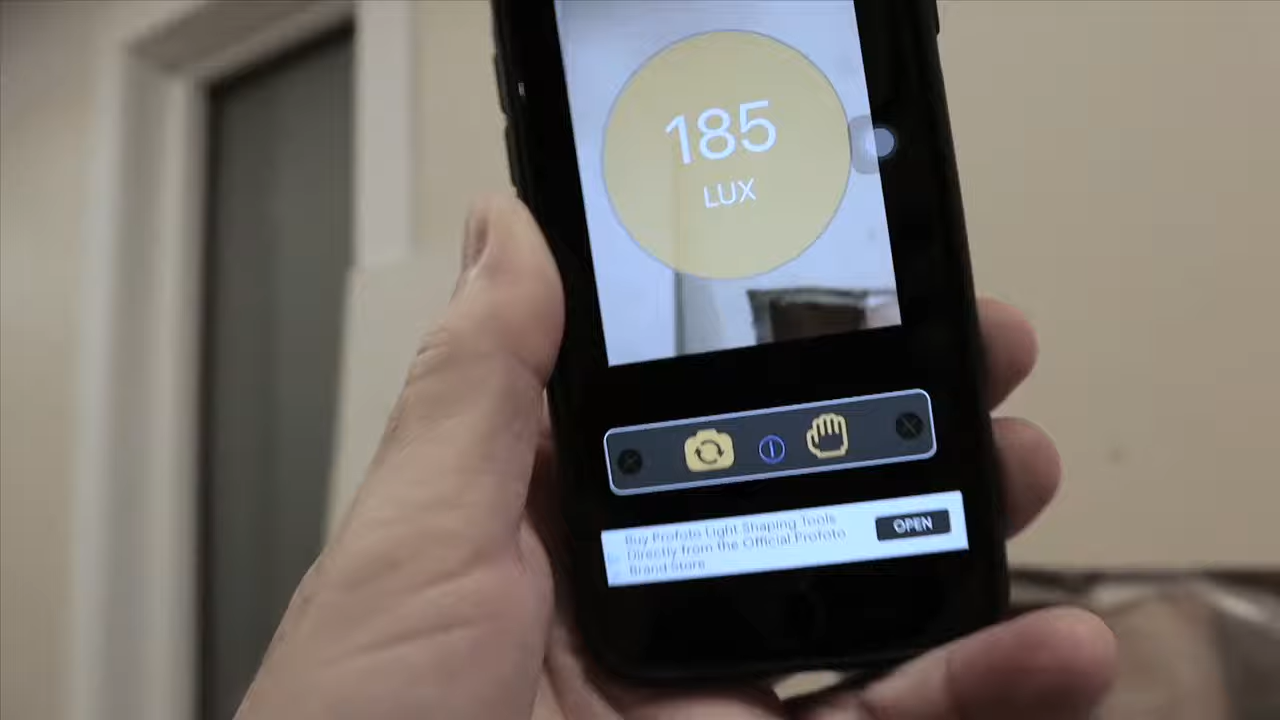 185
LUX
Buy Profoto Light Shaping Tools
Directly from the Official Profoto
Brand Store
OPEN